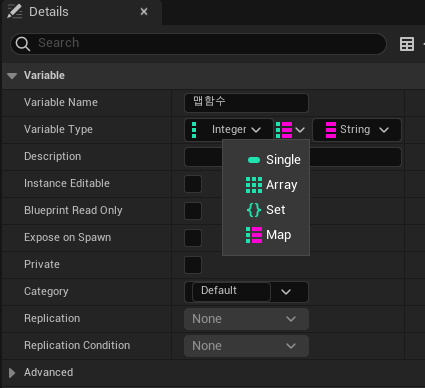 Details
Search
Variable
Variable Name 맵함수
Variable Type Integer String
Description
Single
Instance Editable
Array
Blueprint Read Only
Set
Expose on Spawn
Map
Private
Category Default
Replication None
Replication Condition None
Advanced